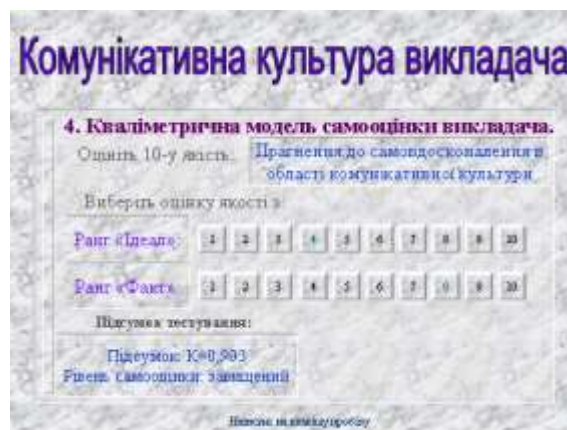 Комунікативна культура викладача
4. Кваліметрична модель самооцінки викладача.
Оцініть 10-у якість: Прагнення до самовдосконалення в
області комунікативної культури
Виберіть оцінку якості з
Ранг «Ідеал»: 1 2 3 4 5 6 7 8 9 10
Ранг «Факт» 1 2 3 4 5 6 7 8 9 10
Підсумок тестування:
Підсумок: K=0,903
Рівень самооцінки: завищений